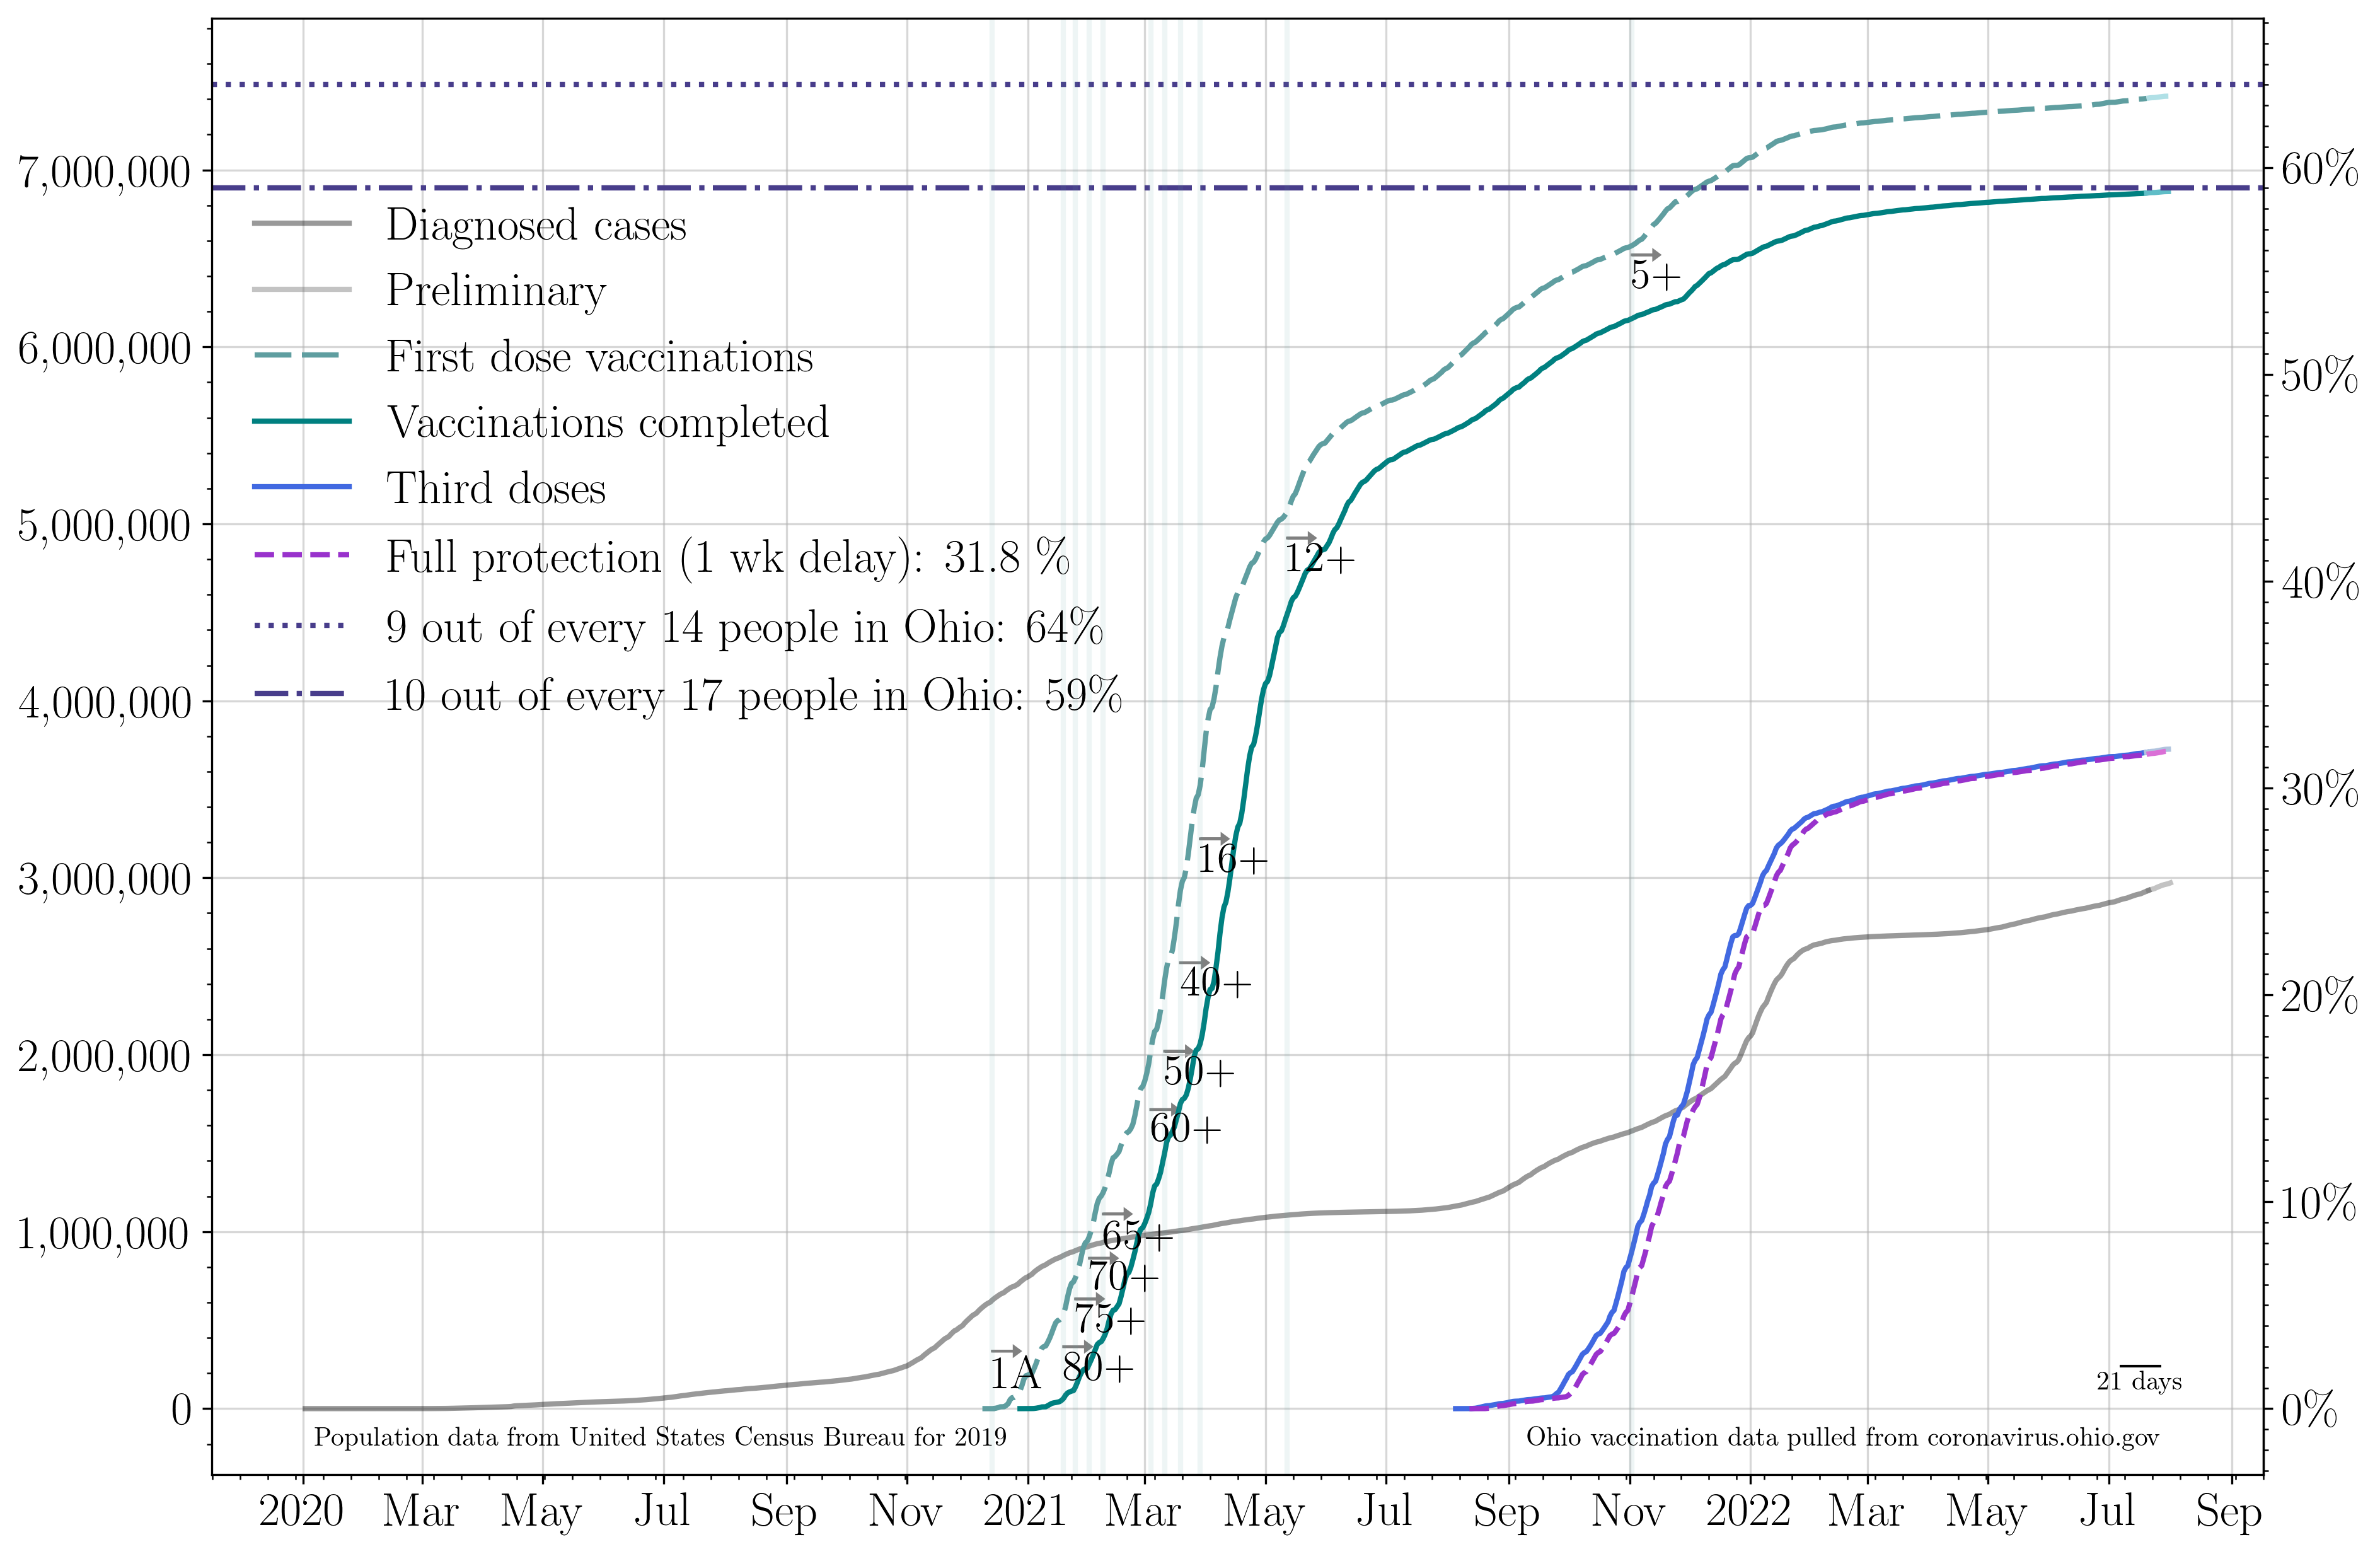 7,000,000
6,000,000
5,000,000
4,000,000
3,000,000
2,000,000
1,000,000
0
60%
50%
40%
30%
20%
10%
0%
Diagnosed cases
Preliminary
First dose vaccinations
Vaccinations completed
Third doses
Full protection (1 wk delay): 31.8 %
9 out of every 14 people in Ohio: 64%
10 out of every 17 people in Ohio: 59%
5+
12+
16+
40+
50+
60+
65+
70+
75+
80+
1A
21 days
Population data from United States Census Bureau for 2019
Ohio vaccination data pulled from coronavirus.ohio.gov
2020 Mar May Jul Sep Nov 2021 Mar May Jul Sep Nov 2022 Mar May Jul Sep